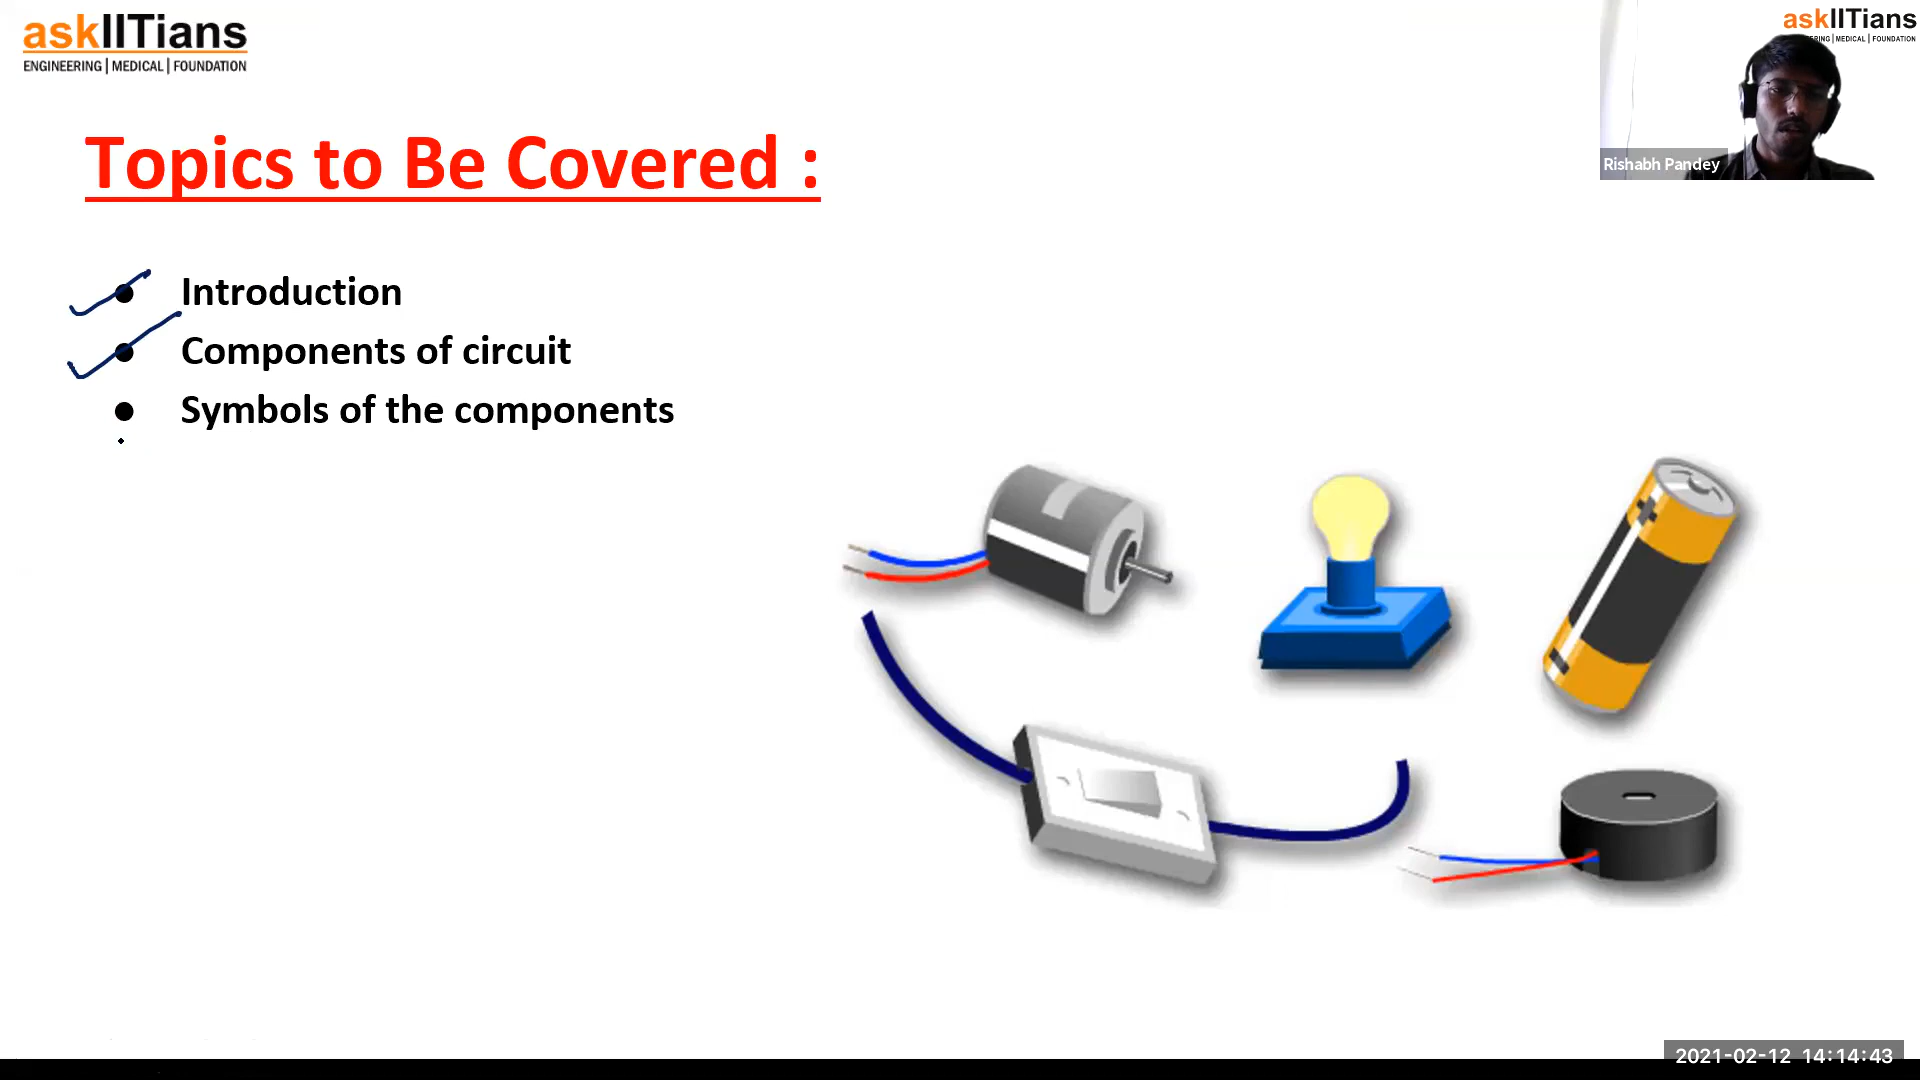 askIITians
ENGINEERING | MEDICAL | FOUNDATION
askIITians
RING | MEDICAL | FOUNDATION
Rishabh Pandey
Topics to Be Covered :
● Introduction
● Components of circuit
● Symbols of the components
2021-02-12 14:14:43